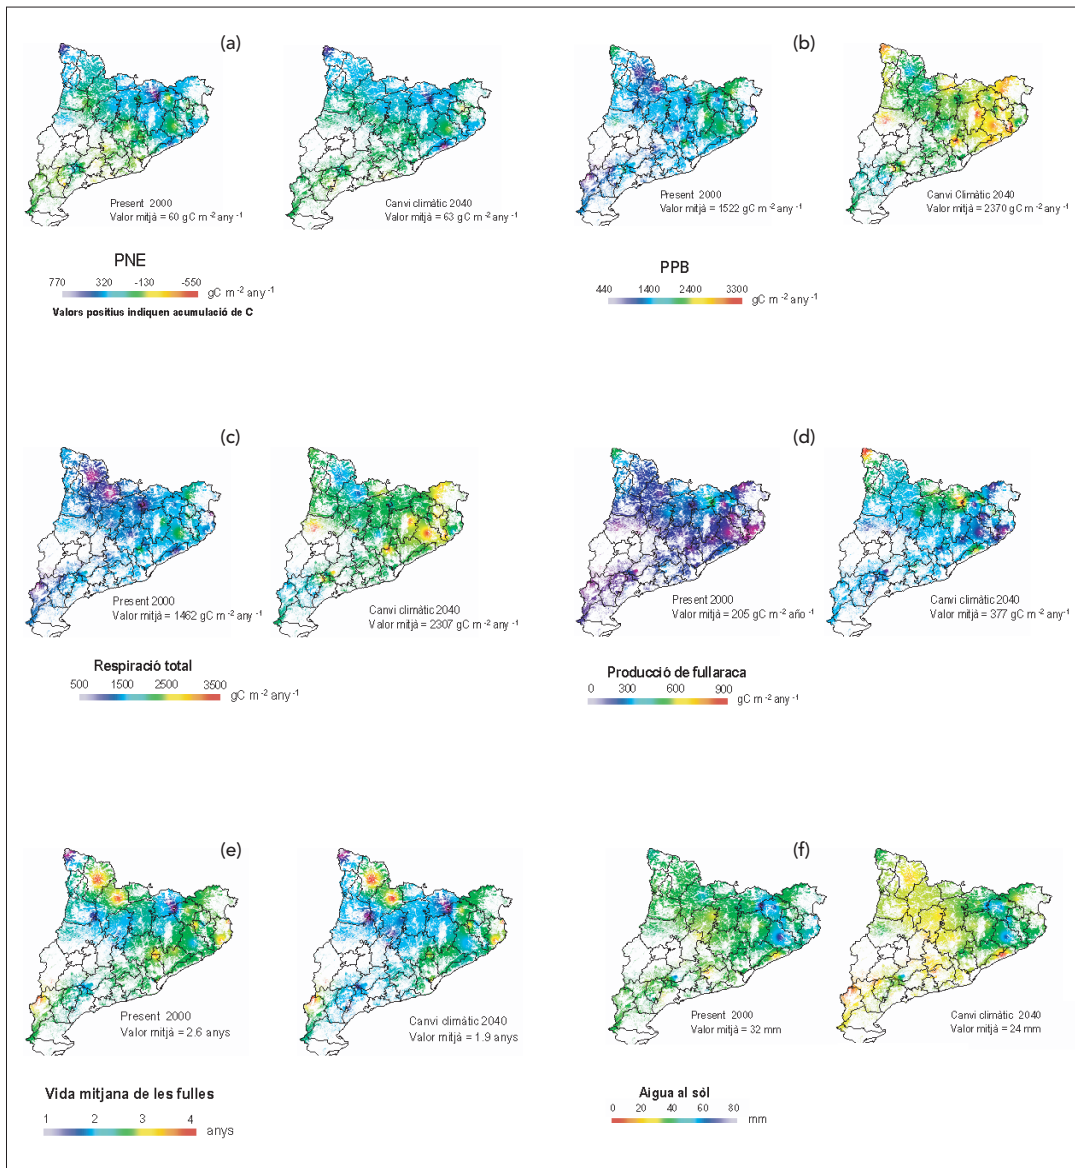 (a)
Present 2000
Valor mitjà = 60 gC m⁻² any⁻¹
Canvi climàtic 2040
Valor mitjà = 63 gC m⁻² any⁻¹
PNE
770 320 -130 -550
gC m⁻² any⁻¹
Valors positius indiquen acumulació de C
(b)
Present 2000
Valor mitjà = 1522 gC m⁻² any⁻¹
Canvi Climàtic 2040
Valor mitjà = 2370 gC m⁻² any⁻¹
PPB
440 1400 2400 3300
gC m⁻² any⁻¹
(c)
Present 2000
Valor mitjà = 1462 gC m⁻² any⁻¹
Canvi climàtic 2040
Valor mitjà = 2307 gC m⁻² any⁻¹
Respiració total
500 1500 2500 3500
gC m⁻² any⁻¹
(d)
Present 2000
Valor mitjà = 205 gC m⁻² año⁻¹
Canvi climàtic 2040
Valor mitjà = 377 gC m⁻² any⁻¹
Producció de fullaraca
0 300 600 900
gC m⁻² any⁻¹
(e)
Present 2000
Valor mitjà = 2.6 anys
Canvi climàtic 2040
Valor mitjà = 1.9 anys
Vida mitjana de les fulles
1 2 3 4
anys
(f)
Present 2000
Valor mitjà = 32 mm
Canvi climàtic 2040
Valor mitjà = 24 mm
Aigua al sól
0 20 40 60 80
mm